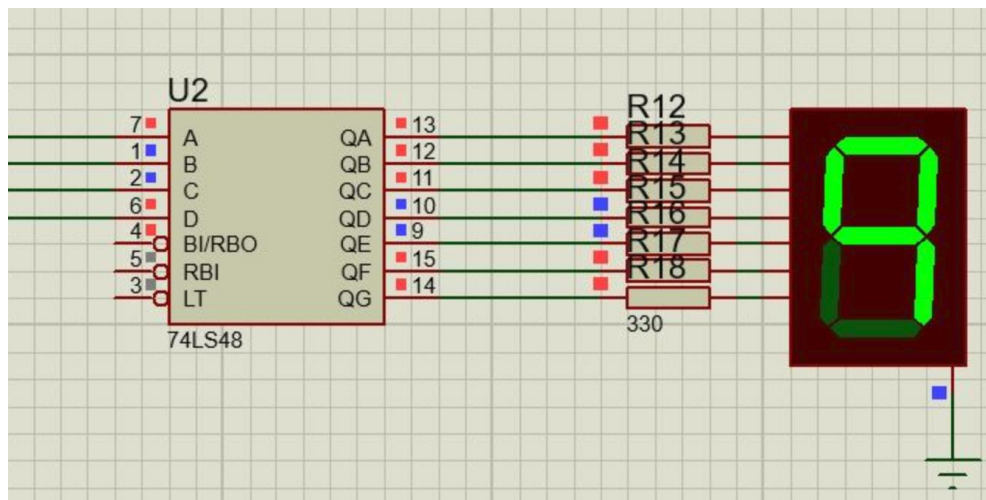 U2
7 A QA 13
1 B QB 12
2 C QC 11
6 D QD 10
4 BI/RBO QE 9
5 RBI QF 15
3 LT QG 14
74LS48
R12
R13
R14
R15
R16
R17
R18
330
9